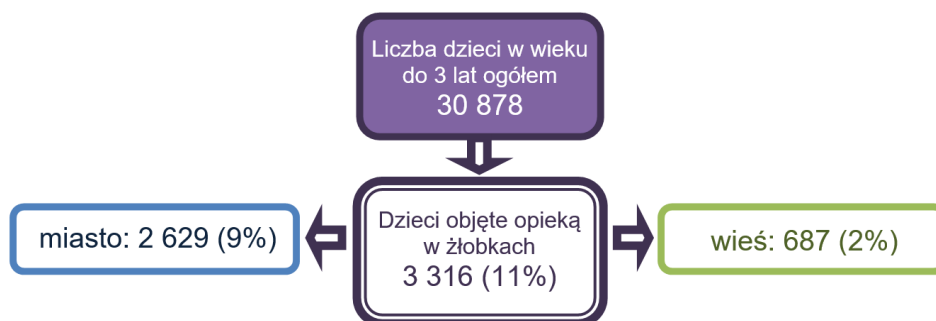 Liczba dzieci w wieku
do 3 lat ogółem
30 878
Dzieci objęte opieką
w żłobkach
3 316 (11%)
miasto: 2 629 (9%)
wieś: 687 (2%)